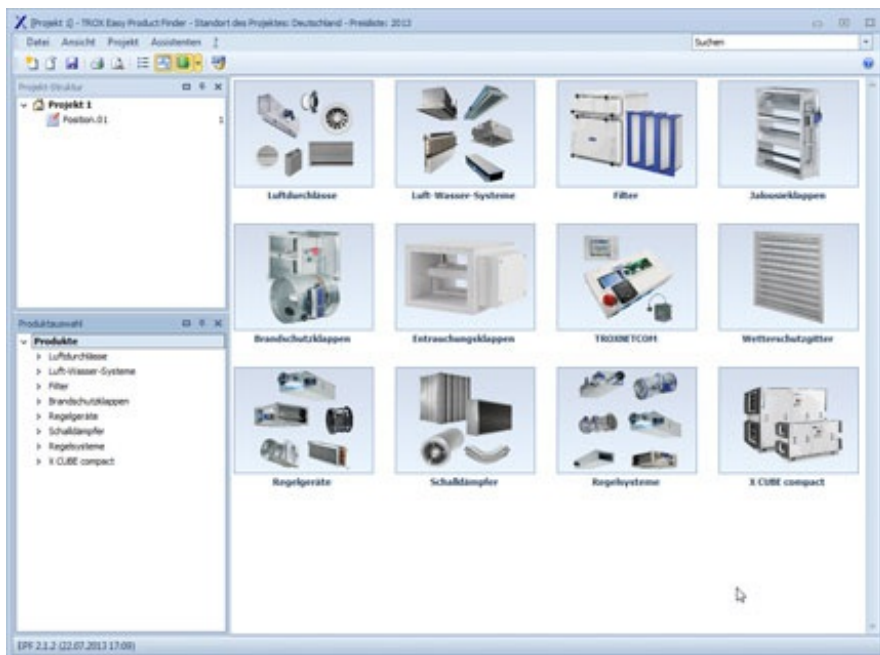 [Projekt 1] - TROX Easy Product Finder - Standort des Projektes: Deutschland - Preisliste: 2013
Datei Ansicht Projekt Assistenten ?
Suchen
Projekt-Struktur
Projekt 1
Position.01 1
Luftdurchlässe
Luft-Wasser-Systeme
Filter
Jalousieklappen
Brandschutzklappen
Entrauchungsklappen
TROXNETCOM
Wetterschutzgitter
Regelgeräte
Schalldämpfer
Regelsysteme
X CUBE compact
Produktauswahl
Produkte
Luftdurchlässe
Luft-Wasser-Systeme
Filter
Brandschutzklappen
Regelgeräte
Schalldämpfer
Regelsysteme
X CUBE compact
EPF 2.1.2 (22.07.2013 17:09)